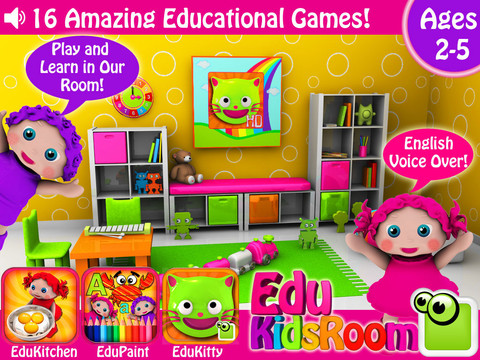 16 Amazing Educational Games!
Ages
2-5
Play and
Learn in Our
Room!
HD
English
Voice Over!
A
a
EduKitchen
EduPaint
EduKitty
Edu
KidsRoom